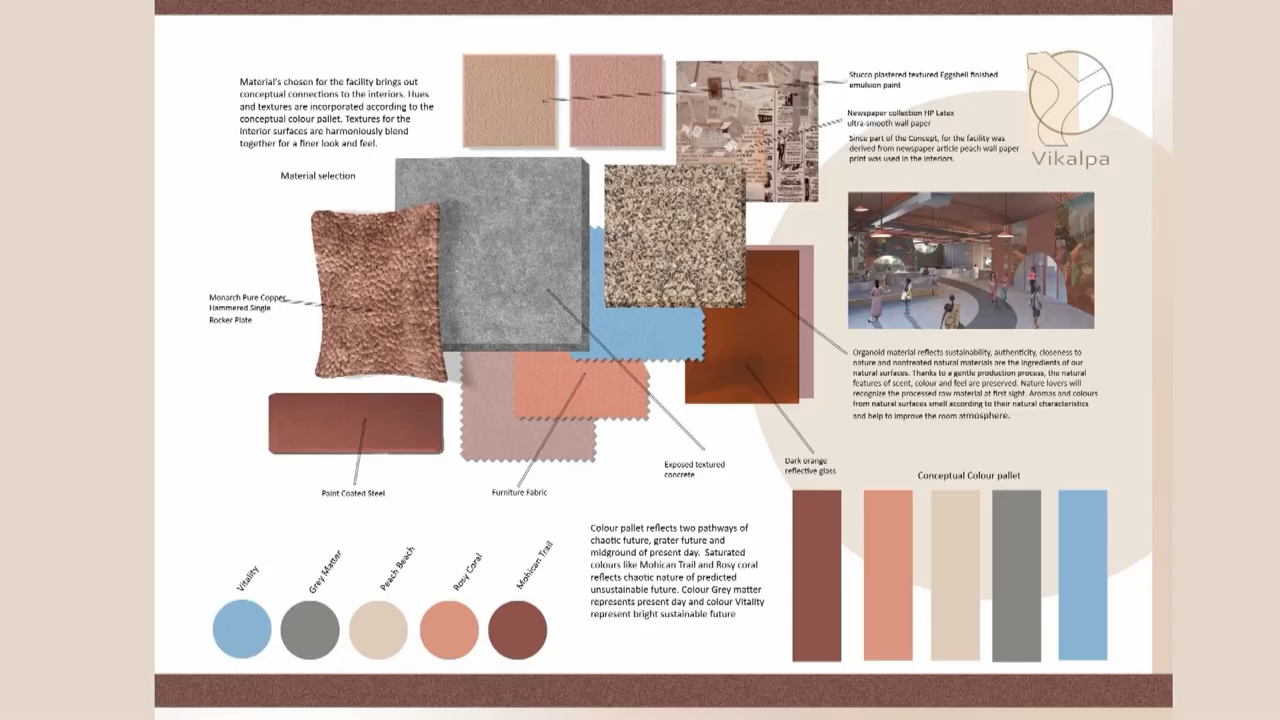 Material's chosen for the facility brings out
conceptual connections to the interiors. Hues
and textures are incorporated according to the
conceptual colour pallet. Textures for the
interior surfaces are harmoniously blend
together for a finer look and feel.
Material selection
Stucco plastered textured Eggshell finished
emulsion paint
Newspaper collection HP Latex
ultra-smooth wall paper
Since part of the Concept, for the facility was
derived from newspaper article peach wall paper
print was used in the interiors.
Vikalpa
Monarch Pure Copper
Hammered Single
Rocker Plate
Organoid material reflects sustainability, authenticity, closeness to
nature and nontreated natural materials are the ingredients of our
natural surfaces. Thanks to a gentle production process, the natural
features of scent, colour and feel are preserved. Nature lovers will
recognize the processed raw material at first sight. Aromas and colours
from natural surfaces smell according to their natural characteristics
and help to improve the room atmosphere.
Paint Coated Steel
Furniture Fabric
Exposed textured
concrete
Dark orange
reflective glass
Conceptual Colour pallet
Vitality
Grey Matter
Peach Beach
Rosy Coral
Mohican Trail
Colour pallet reflects two pathways of
chaotic future, grater future and
midground of present day. Saturated
colours like Mohican Trail and Rosy coral
reflects chaotic nature of predicted
unsustainable future. Colour Grey matter
represents present day and colour Vitality
represent bright sustainable future